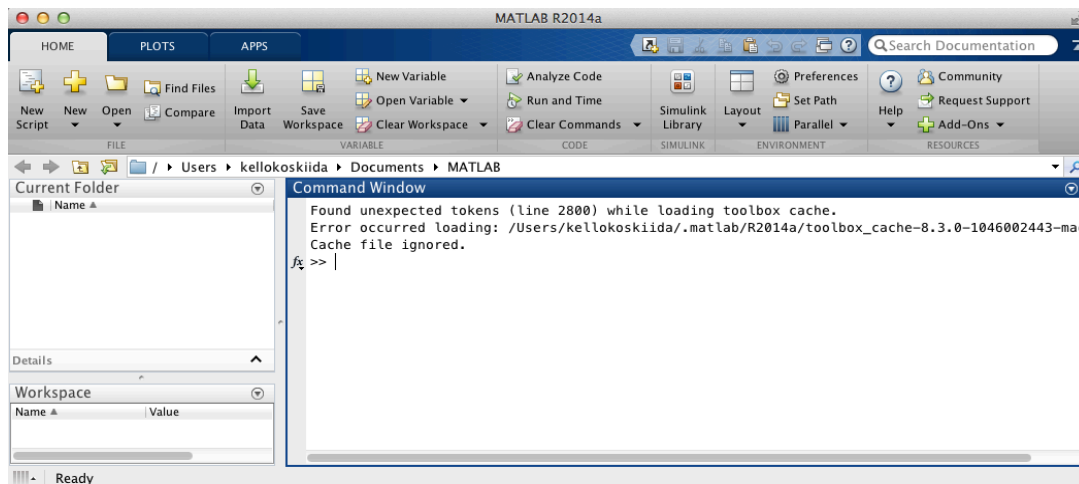 MATLAB R2014a
HOME PLOTS APPS
Search Documentation
New Script
New
Open
Find Files
Compare
Import Data
Save Workspace
New Variable
Open Variable
Clear Workspace
Analyze Code
Run and Time
Clear Commands
Simulink Library
Layout
Preferences
Set Path
Parallel
Help
Community
Request Support
Add-Ons
FILE VARIABLE CODE SIMULINK ENVIRONMENT RESOURCES
/ Users kellokoskiida Documents MATLAB
Current Folder
Name
Details
Workspace
Name Value
Command Window
Found unexpected tokens (line 2800) while loading toolbox cache.
Error occurred loading: /Users/kellokoskiida/.matlab/R2014a/toolbox_cache-8.3.0-1046002443-ma
Cache file ignored.
fx >>
Ready